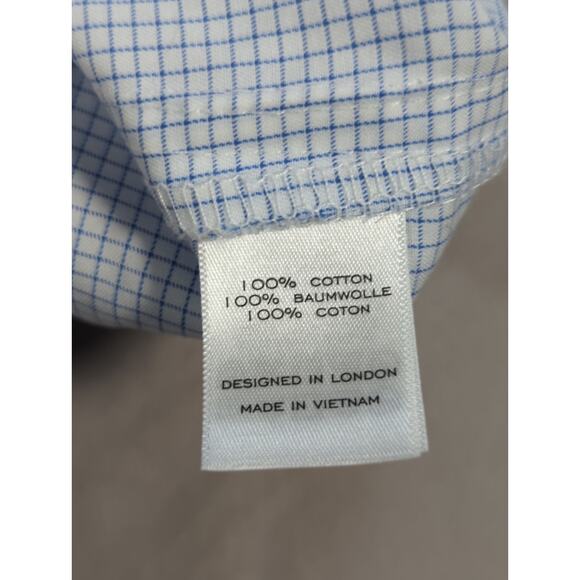 100% COTTON
100% BAUMWOLLE
100% COTON
DESIGNED IN LONDON
MADE IN VIETNAM